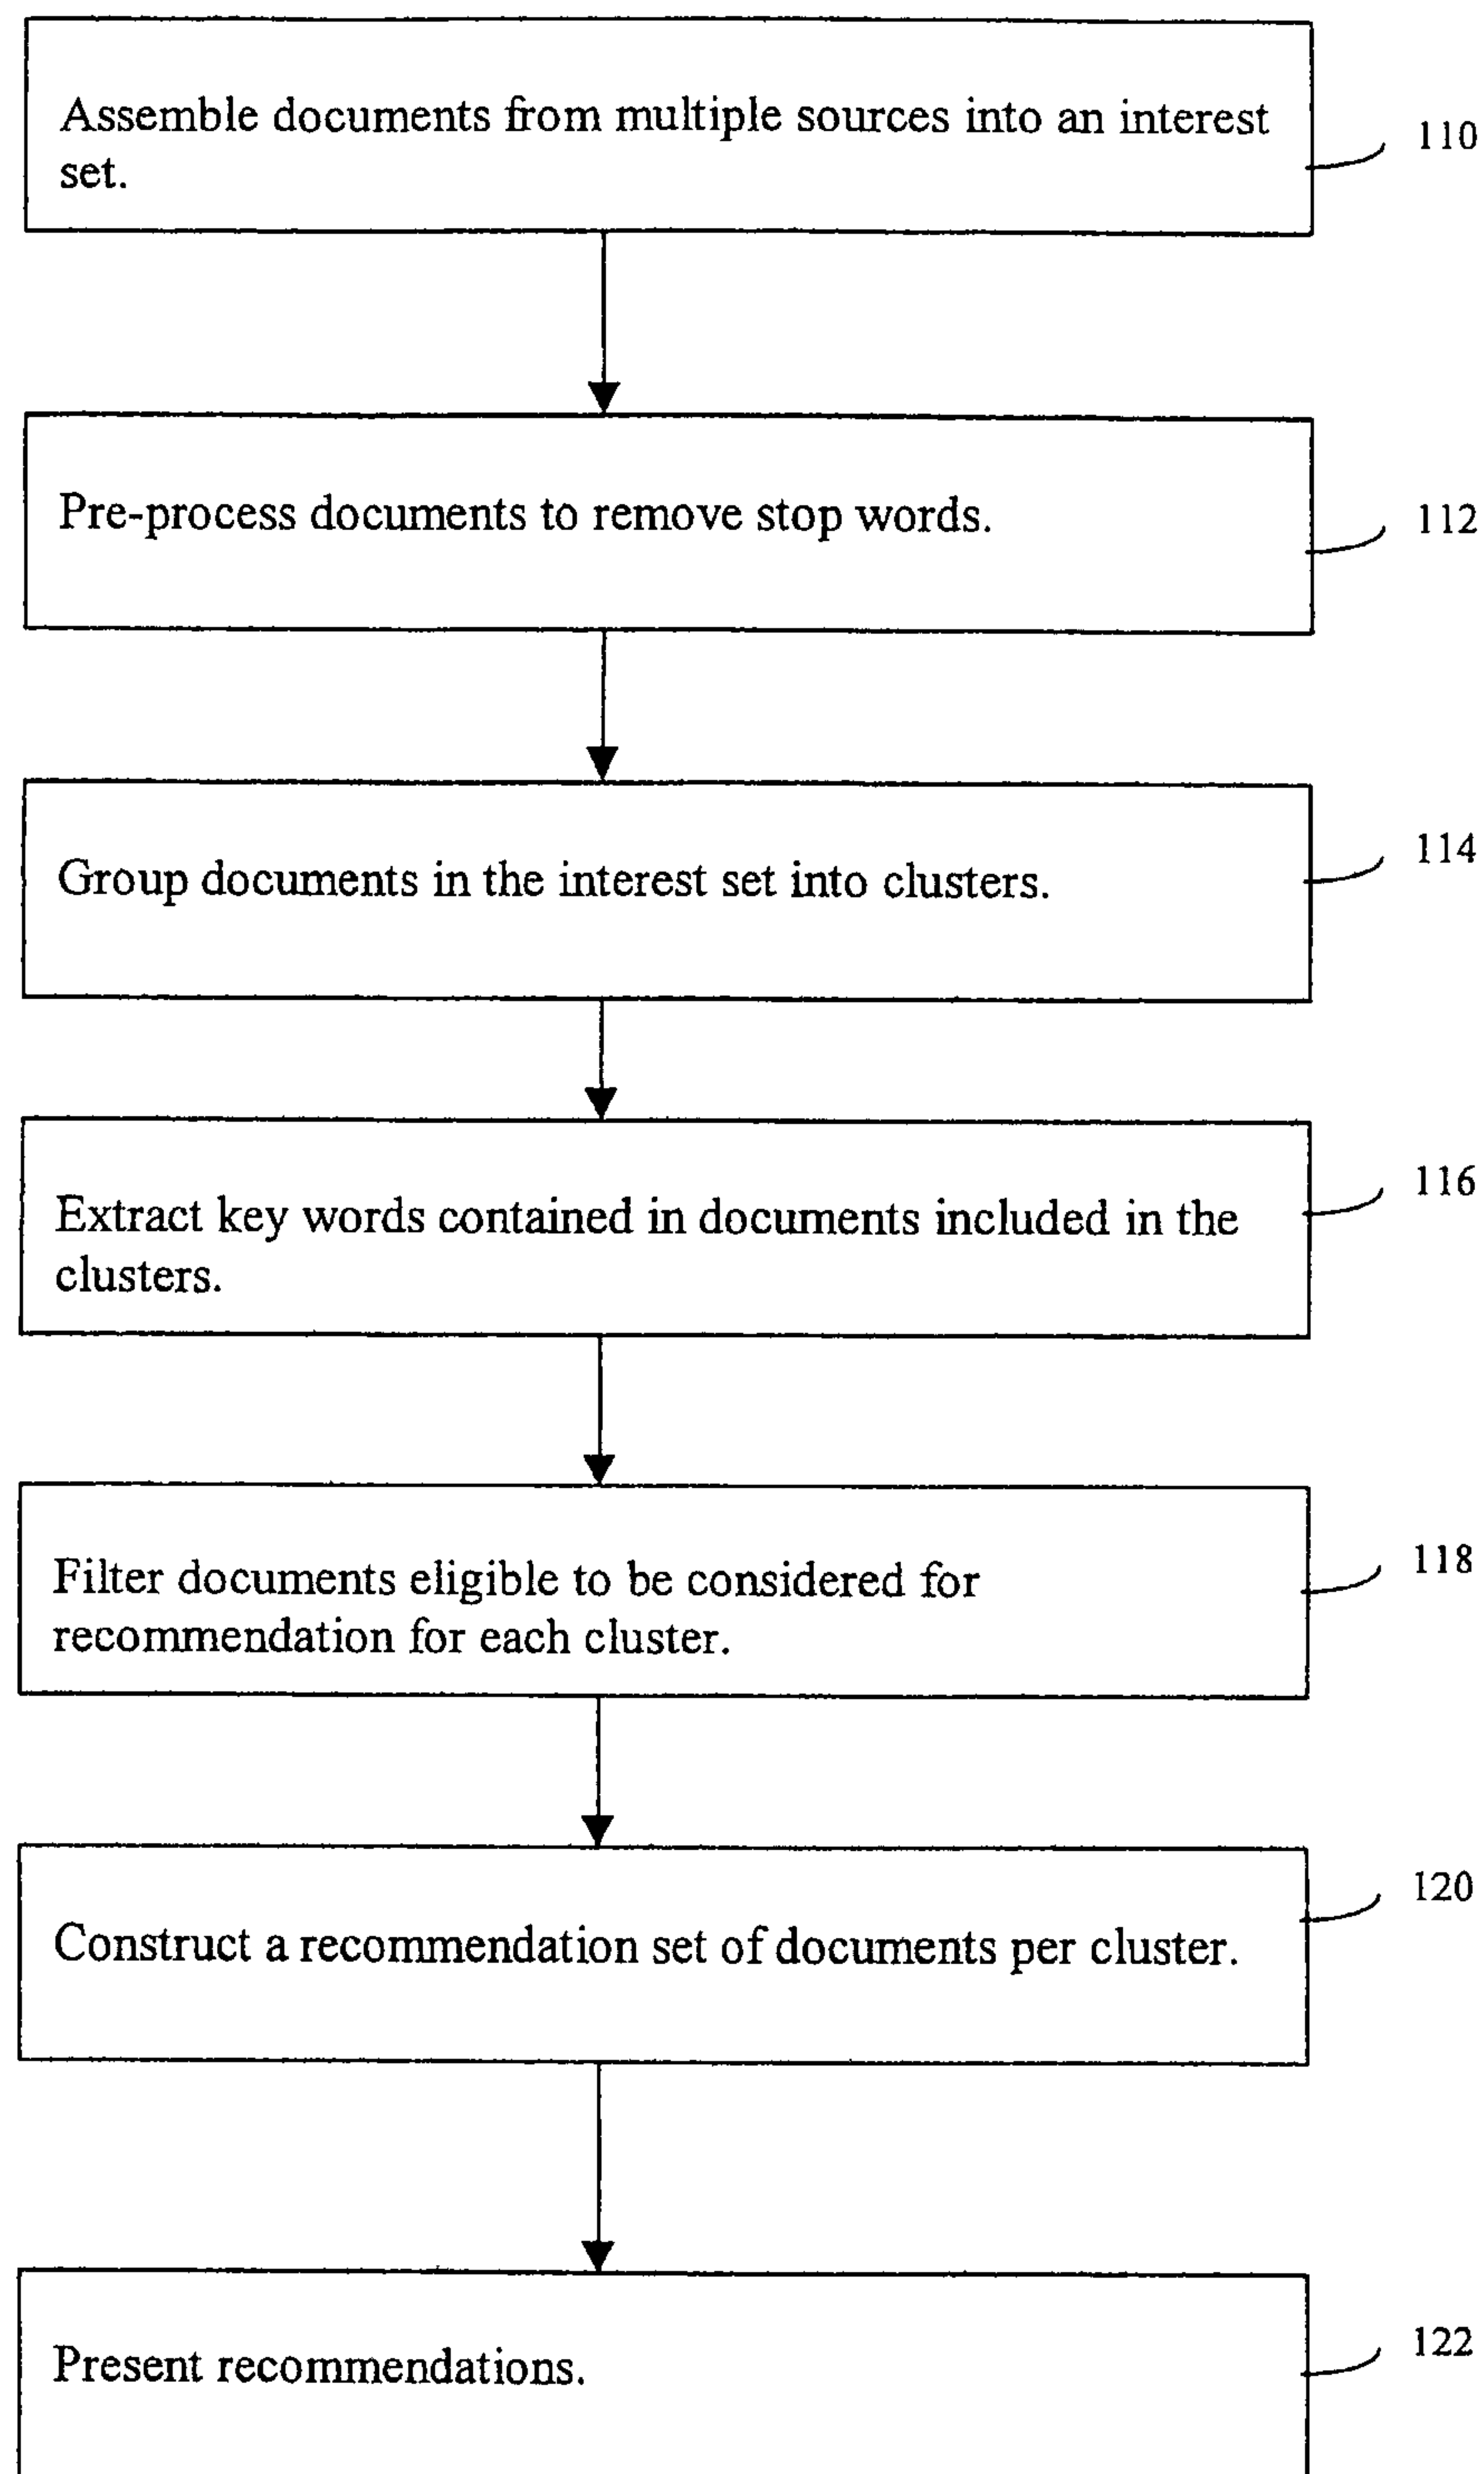 Assemble documents from multiple sources into an interest
set.
110
Pre-process documents to remove stop words.
112
Group documents in the interest set into clusters.
114
Extract key words contained in documents included in the
clusters.
116
Filter documents eligible to be considered for
recommendation for each cluster.
118
Construct a recommendation set of documents per cluster.
120
Present recommendations.
122